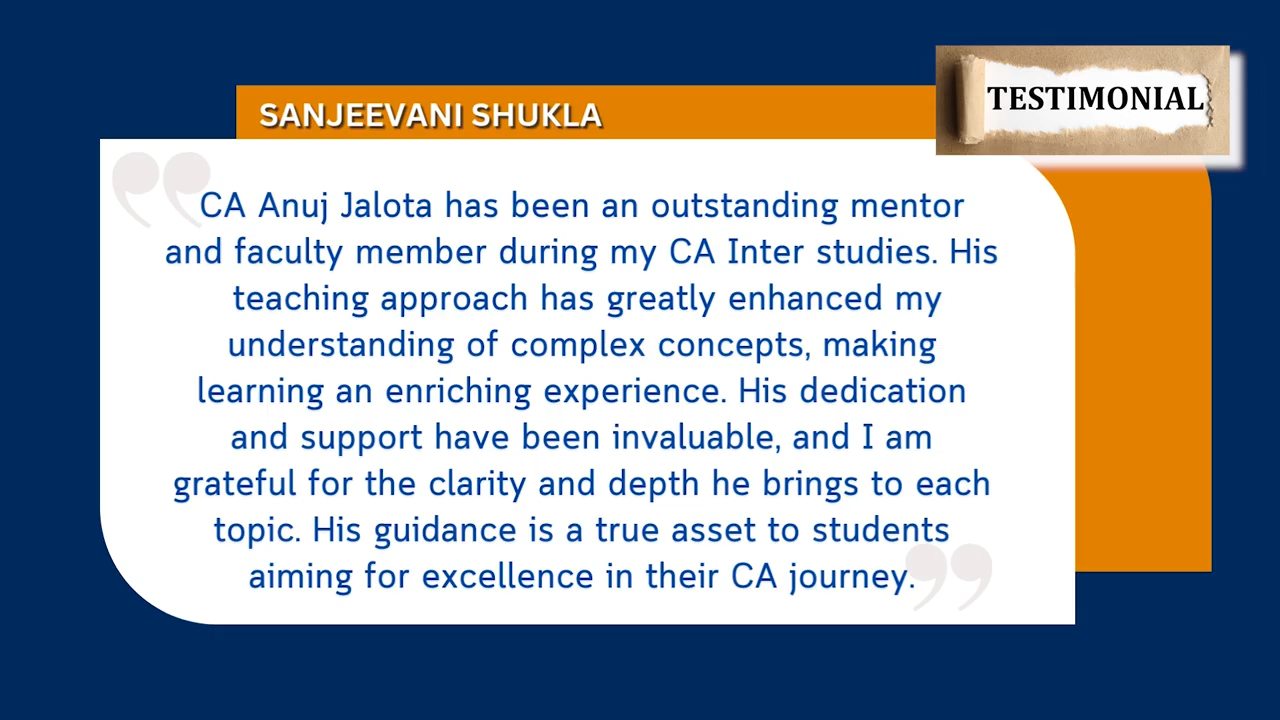 TESTIMONIAL
SANJEEVANI SHUKLA
CA Anuj Jalota has been an outstanding mentor
and faculty member during my CA Inter studies. His
teaching approach has greatly enhanced my
understanding of complex concepts, making
learning an enriching experience. His dedication
and support have been invaluable, and I am
grateful for the clarity and depth he brings to each
topic. His guidance is a true asset to students
aiming for excellence in their CA journey.